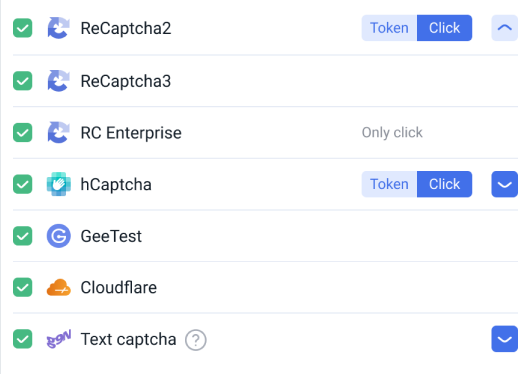 ReCaptcha2 Token Click
ReCaptcha3
RC Enterprise Only click
hCaptcha Token Click
GeeTest
Cloudflare
Text captcha ?